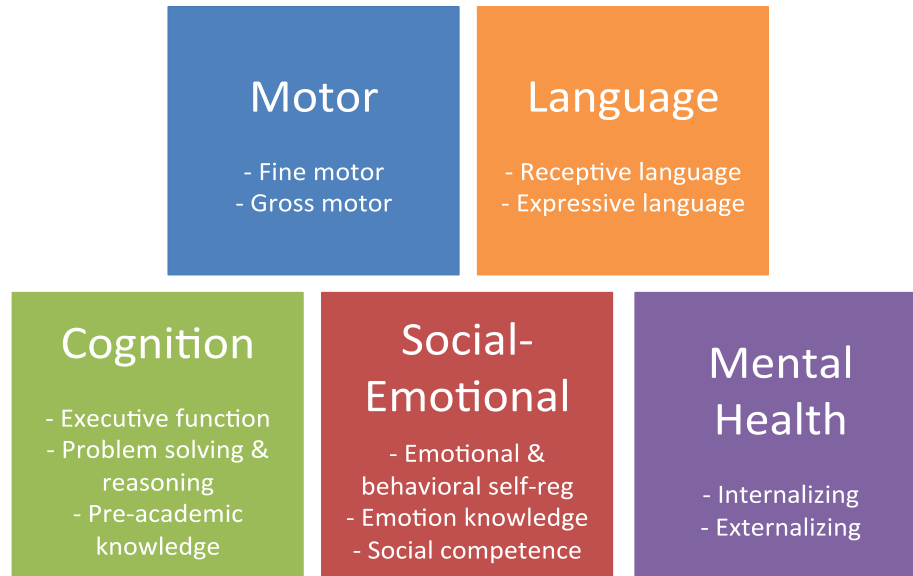 Motor
- Fine motor
- Gross motor
Language
- Receptive language
- Expressive language
Cognition
- Executive function
- Problem solving &
reasoning
- Pre-academic
knowledge
Social-
Emotional
- Emotional &
behavioral self-reg
- Emotion knowledge
- Social competence
Mental
Health
- Internalizing
- Externalizing